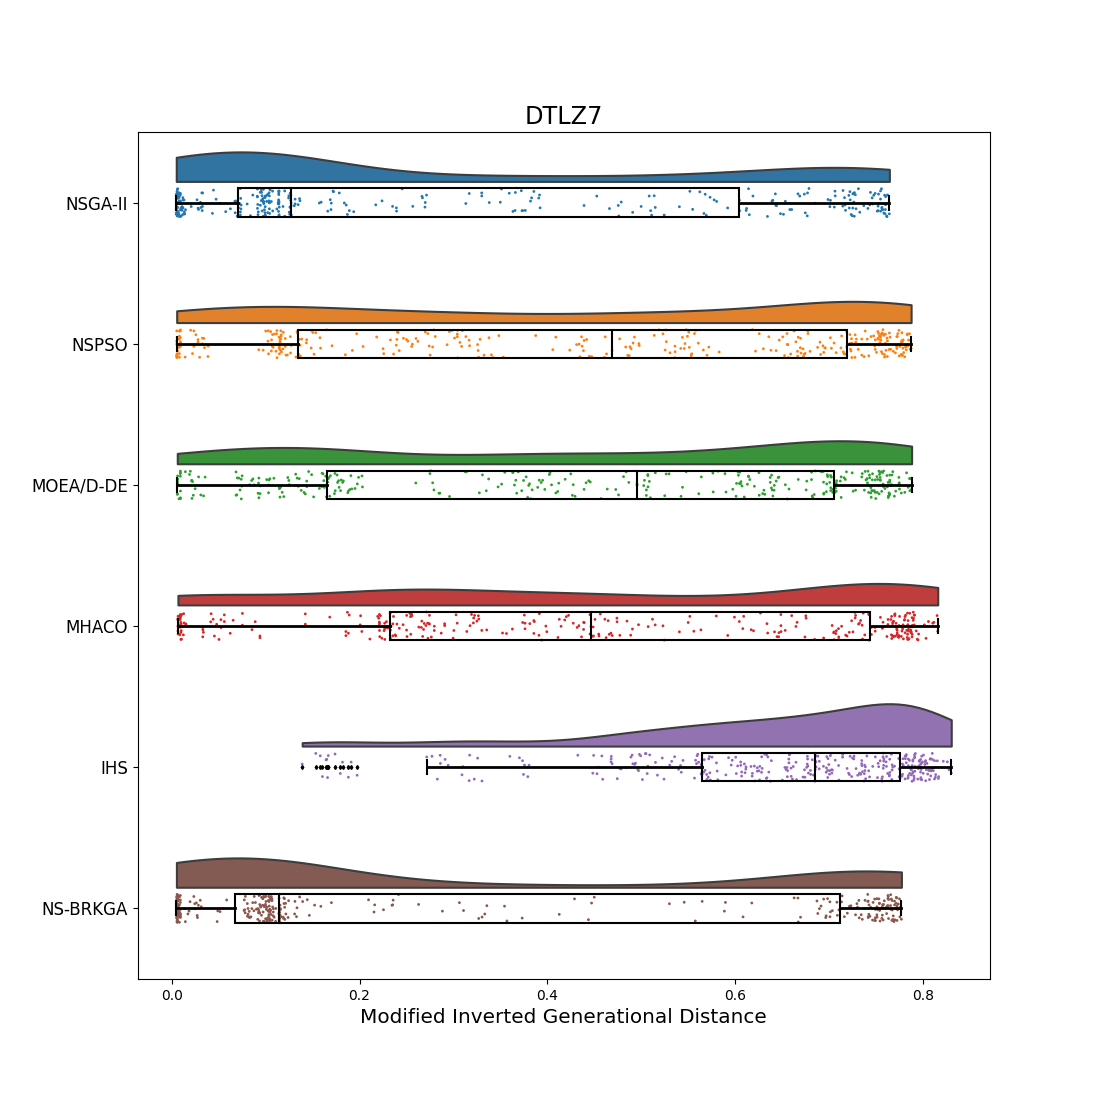 DTLZ7
NSGA-II
NSPSO
MOEA/D-DE
MHACO
IHS
NS-BRKGA
0.0 0.2 0.4 0.6 0.8
Modified Inverted Generational Distance